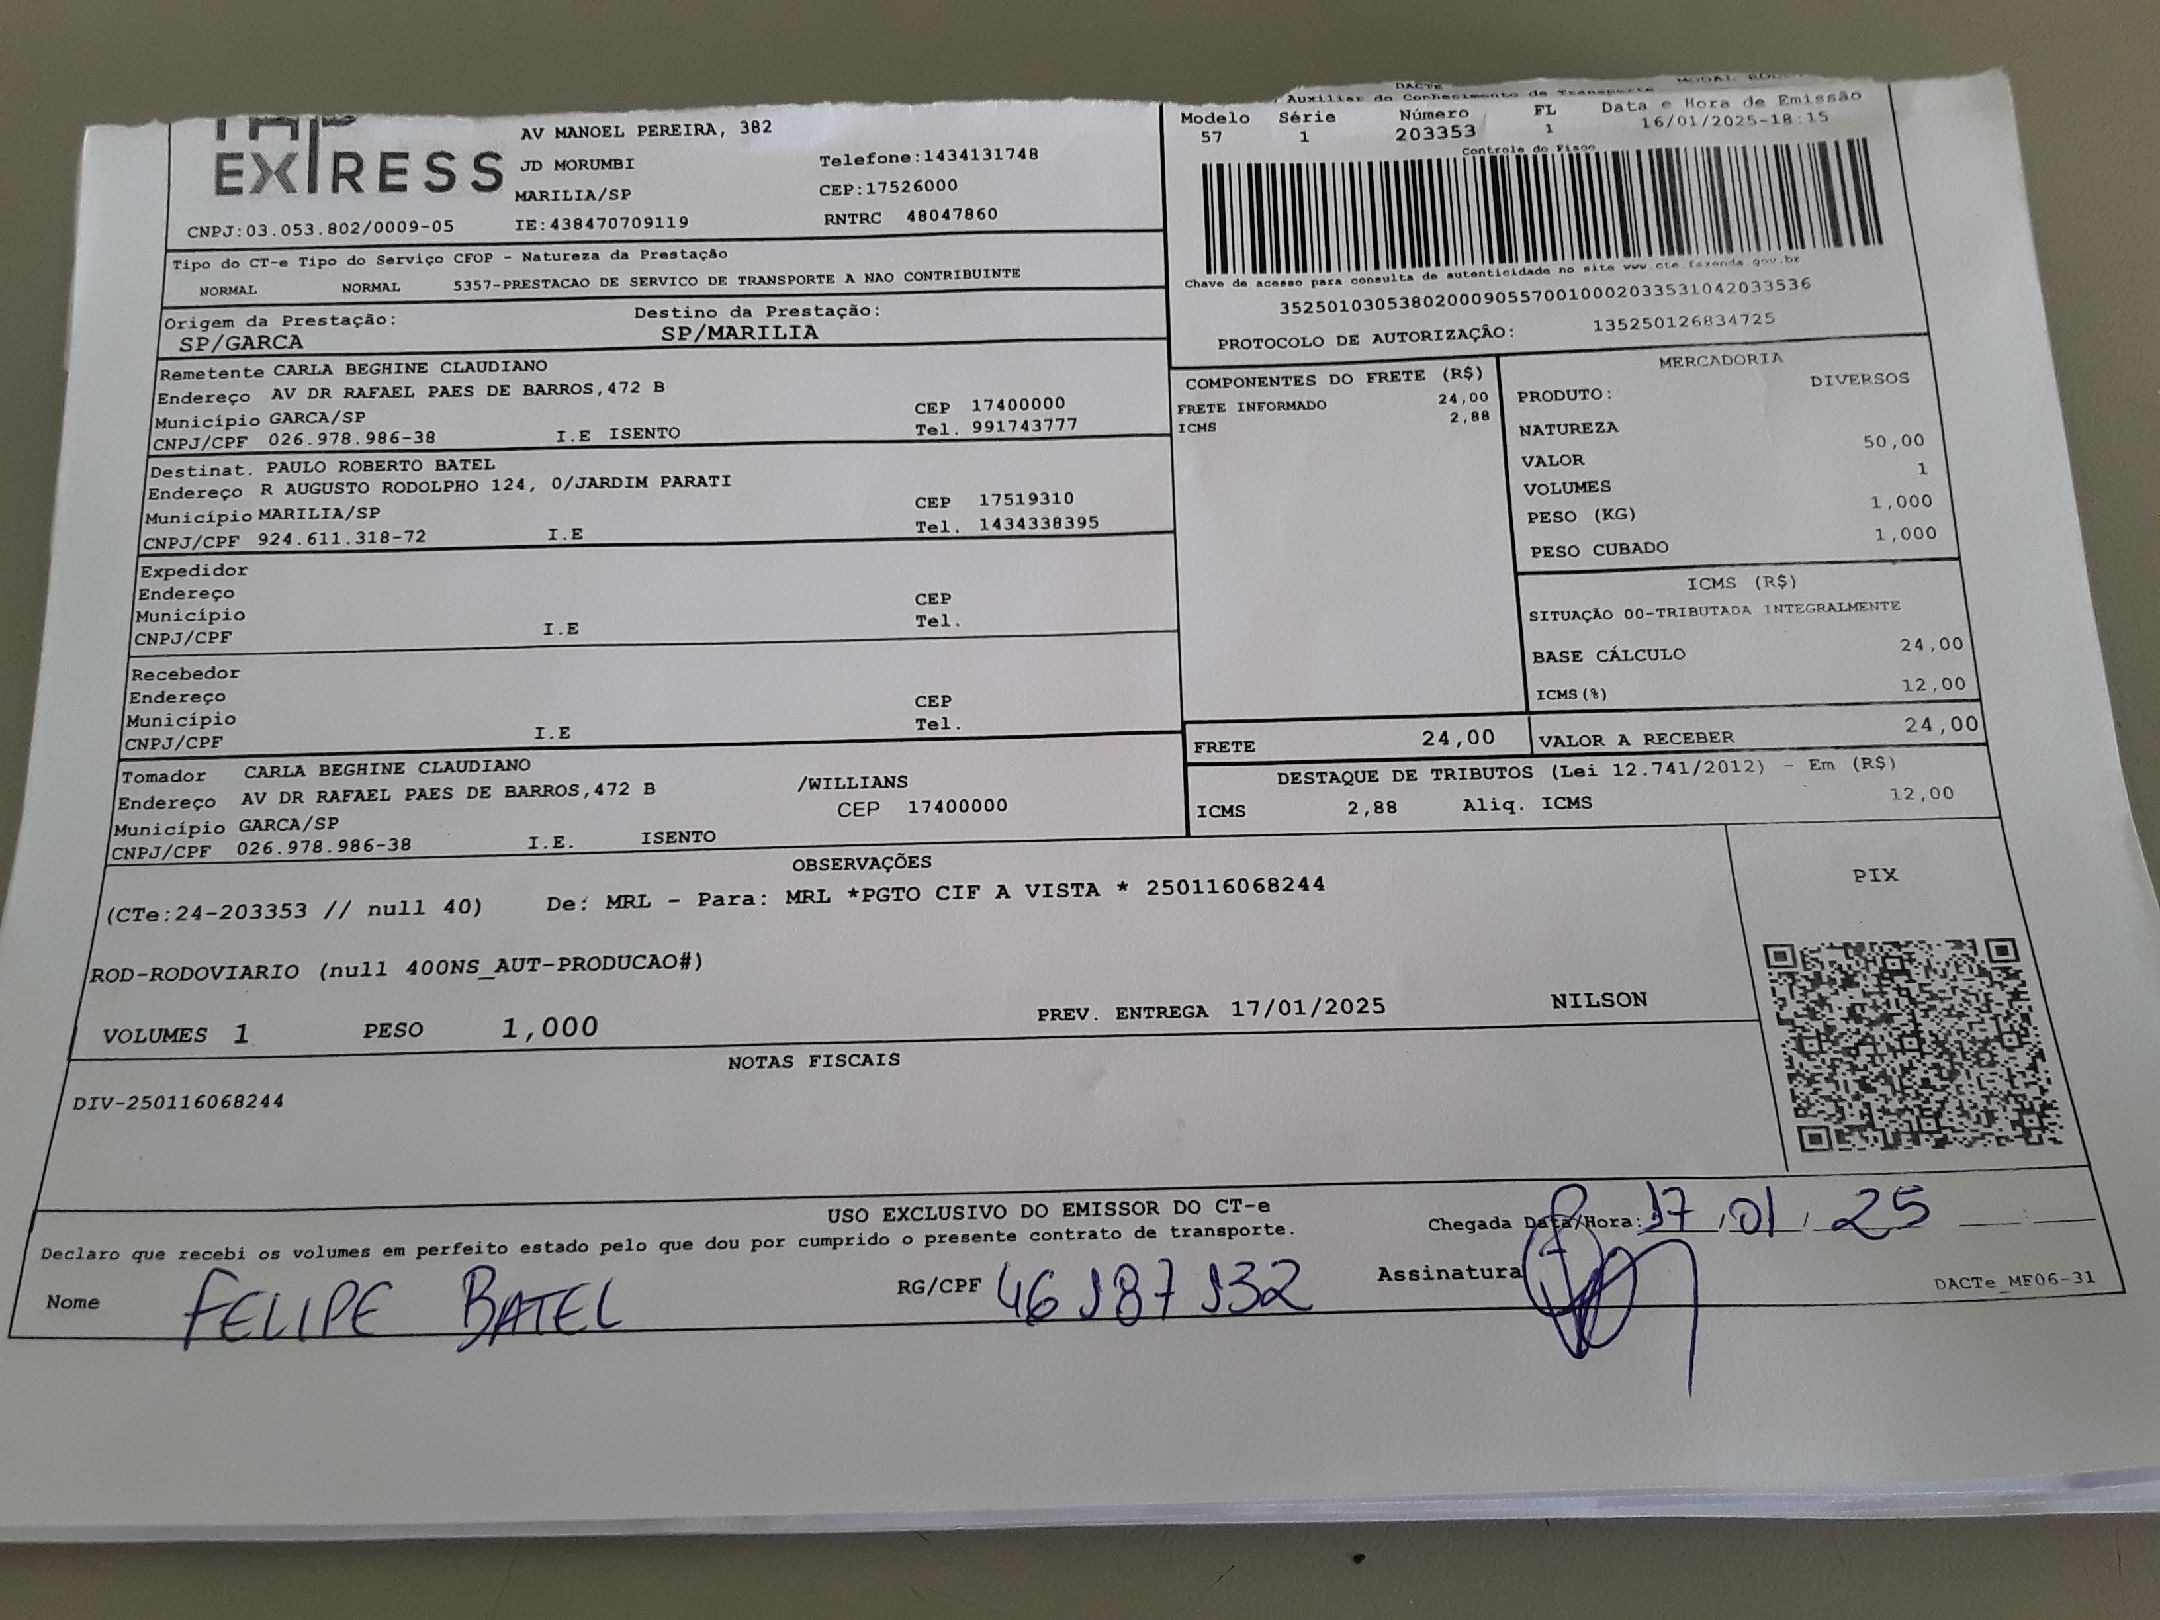 EXPRESS
AV MANOEL PEREIRA, 382
JD MORUMBI
Telefone:1434131748
MARILIA/SP
CEP:17526000
CNPJ:03.053.802/0009-05
IE:438470709119
RNTRC 48047860
DACTE
Auxiliar do Conhecimento de Transporte
Modelo Série Número FL Data e Hora de Emissão
57 1 203353 1 16/01/2025-18:15
Controle do Fisco
Chave de acesso para consulta de autenticidade no site www.cte.fazenda.gov.br
35250103053802000905570010002033531042033536
PROTOCOLO DE AUTORIZAÇÃO: 135250126834725
Tipo do CT-e Tipo do Serviço CFOP - Natureza da Prestação
NORMAL NORMAL 5357-PRESTACAO DE SERVICO DE TRANSPORTE A NAO CONTRIBUINTE
Origem da Prestação: Destino da Prestação:
SP/GARCA SP/MARILIA
Remetente CARLA BEGHINE CLAUDIANO
Endereço AV DR RAFAEL PAES DE BARROS,472 B
Município GARCA/SP CEP 17400000
CNPJ/CPF 026.978.986-38 I.E ISENTO Tel. 991743777
Destinat. PAULO ROBERTO BATEL
Endereço R AUGUSTO RODOLPHO 124, 0/JARDIM PARATI
Município MARILIA/SP CEP 17519310
CNPJ/CPF 924.611.318-72 I.E Tel. 1434338395
Expedidor
Endereço
Município CEP
CNPJ/CPF I.E Tel.
Recebedor
Endereço
Município CEP
CNPJ/CPF I.E Tel.
Tomador CARLA BEGHINE CLAUDIANO
Endereço AV DR RAFAEL PAES DE BARROS,472 B /WILLIANS
Município GARCA/SP CEP 17400000
CNPJ/CPF 026.978.986-38 I.E. ISENTO
COMPONENTES DO FRETE (R$)
FRETE INFORMADO 24,00
ICMS 2,88
MERCADORIA
PRODUTO: DIVERSOS
NATUREZA
VALOR 50,00
VOLUMES 1
PESO (KG) 1,000
PESO CUBADO 1,000
ICMS (R$)
SITUAÇÃO 00-TRIBUTADA INTEGRALMENTE
BASE CÁLCULO 24,00
ICMS(%) 12,00
FRETE 24,00 VALOR A RECEBER 24,00
DESTAQUE DE TRIBUTOS (Lei 12.741/2012) - Em (R$)
ICMS 2,88 Aliq. ICMS 12,00
OBSERVAÇÕES
(CTe:24-203353 // null 40) De: MRL - Para: MRL *PGTO CIF A VISTA * 250116068244
ROD-RODOVIARIO (null 400NS_AUT-PRODUCAO#)
VOLUMES 1 PESO 1,000 PREV. ENTREGA 17/01/2025 NILSON
PIX
NOTAS FISCAIS
DIV-250116068244
USO EXCLUSIVO DO EMISSOR DO CT-e
Declaro que recebi os volumes em perfeito estado pelo que dou por cumprido o presente contrato de transporte.
Chegada Data/Hora: 17/01/25 __:__
Nome FELIPE BATEL RG/CPF 46187132 Assinatura
DACTe_MF06-31